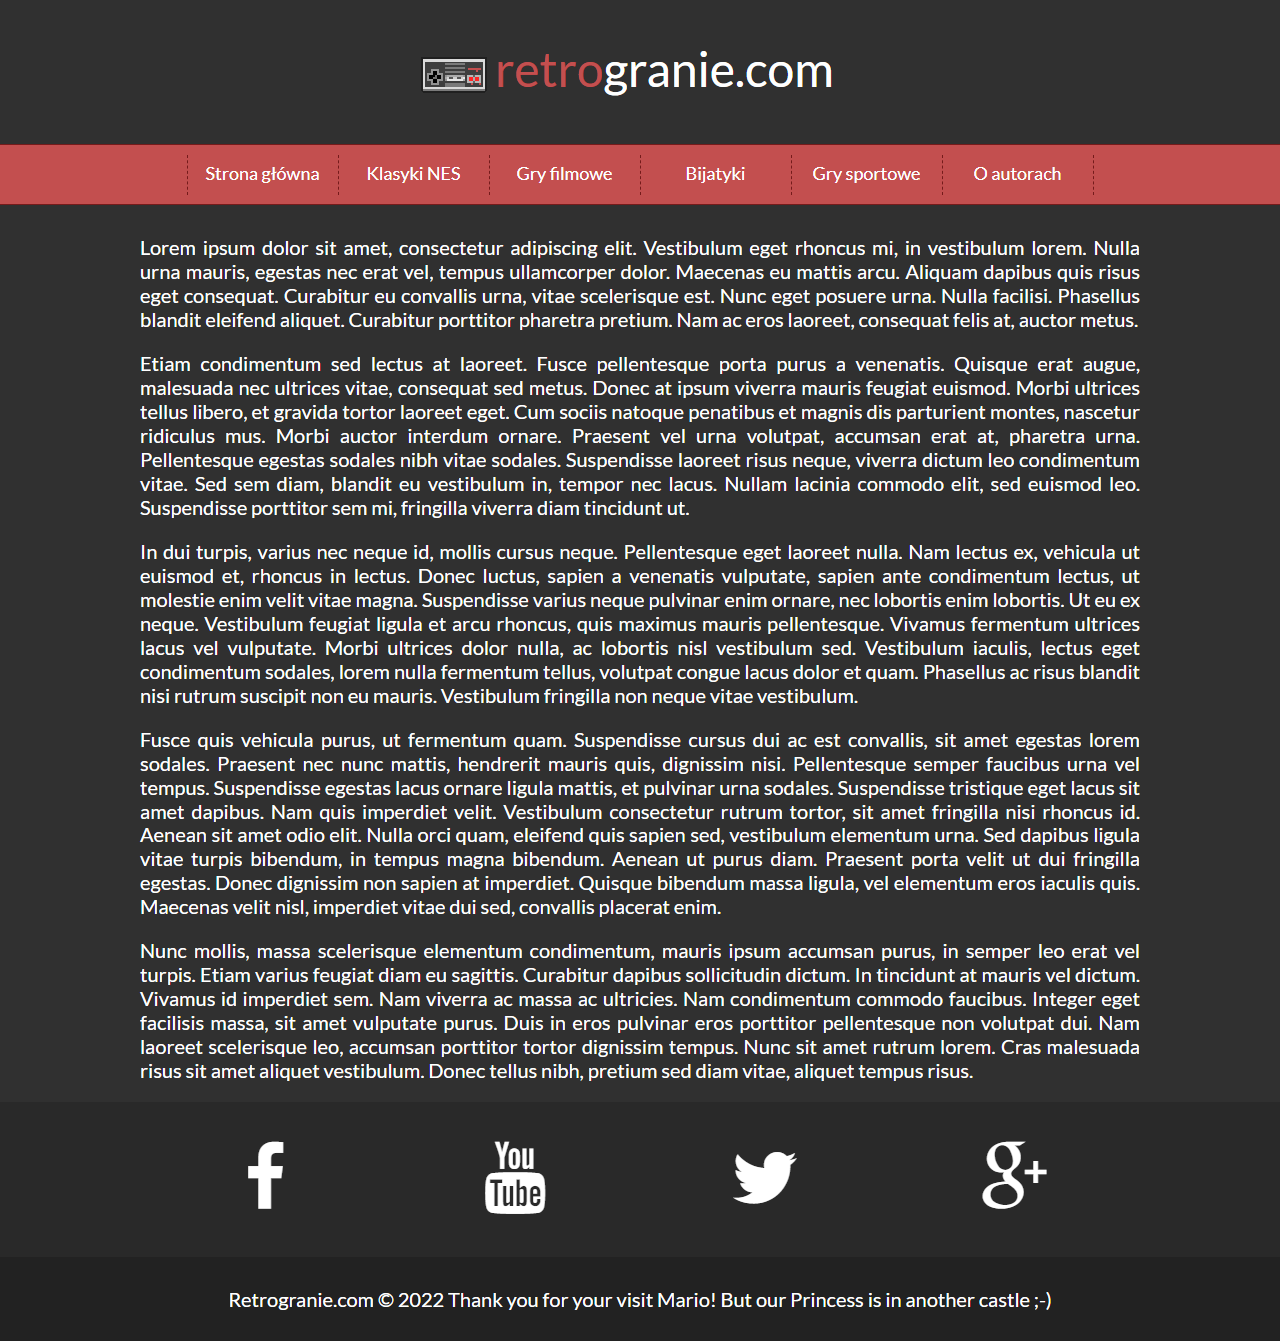 retrogranie.com
Strona główna Klasyki NES Gry filmowe Bijatyki Gry sportowe O autorach
Lorem ipsum dolor sit amet, consectetur adipiscing elit. Vestibulum eget rhoncus mi, in vestibulum lorem. Nulla
urna mauris, egestas nec erat vel, tempus ullamcorper dolor. Maecenas eu mattis arcu. Aliquam dapibus quis risus
eget consequat. Curabitur eu convallis urna, vitae scelerisque est. Nunc eget posuere urna. Nulla facilisi. Phasellus
blandit eleifend aliquet. Curabitur porttitor pharetra pretium. Nam ac eros laoreet, consequat felis at, auctor metus.
Etiam condimentum sed lectus at laoreet. Fusce pellentesque porta purus a venenatis. Quisque erat augue,
malesuada nec ultrices vitae, consequat sed metus. Donec at ipsum viverra mauris feugiat euismod. Morbi ultrices
tellus libero, et gravida tortor laoreet eget. Cum sociis natoque penatibus et magnis dis parturient montes, nascetur
ridiculus mus. Morbi auctor interdum ornare. Praesent vel urna volutpat, accumsan erat at, pharetra urna.
Pellentesque egestas sodales nibh vitae sodales. Suspendisse laoreet risus neque, viverra dictum leo condimentum
vitae. Sed sem diam, blandit eu vestibulum in, tempor nec lacus. Nullam lacinia commodo elit, sed euismod leo.
Suspendisse porttitor sem mi, fringilla viverra diam tincidunt ut.
In dui turpis, varius nec neque id, mollis cursus neque. Pellentesque eget laoreet nulla. Nam lectus ex, vehicula ut
euismod et, rhoncus in lectus. Donec luctus, sapien a venenatis vulputate, sapien ante condimentum lectus, ut
molestie enim velit vitae magna. Suspendisse varius neque pulvinar enim ornare, nec lobortis enim lobortis. Ut eu ex
neque. Vestibulum feugiat ligula et arcu rhoncus, quis maximus mauris pellentesque. Vivamus fermentum ultrices
lacus vel vulputate. Morbi ultrices dolor nulla, ac lobortis nisl vestibulum sed. Vestibulum iaculis, lectus eget
condimentum sodales, lorem nulla fermentum tellus, volutpat congue lacus dolor et quam. Phasellus ac risus blandit
nisi rutrum suscipit non eu mauris. Vestibulum fringilla non neque vitae vestibulum.
Fusce quis vehicula purus, ut fermentum quam. Suspendisse cursus dui ac est convallis, sit amet egestas lorem
sodales. Praesent nec nunc mattis, hendrerit mauris quis, dignissim nisi. Pellentesque semper faucibus urna vel
tempus. Suspendisse egestas lacus ornare ligula mattis, et pulvinar urna sodales. Suspendisse tristique eget lacus sit
amet dapibus. Nam quis imperdiet velit. Vestibulum consectetur rutrum tortor, sit amet fringilla nisi rhoncus id.
Aenean sit amet odio elit. Nulla orci quam, eleifend quis sapien sed, vestibulum elementum urna. Sed dapibus ligula
vitae turpis bibendum, in tempus magna bibendum. Aenean ut purus diam. Praesent porta velit ut dui fringilla
egestas. Donec dignissim non sapien at imperdiet. Quisque bibendum massa ligula, vel elementum eros iaculis quis.
Maecenas velit nisl, imperdiet vitae dui sed, convallis placerat enim.
Nunc mollis, massa scelerisque elementum condimentum, mauris ipsum accumsan purus, in semper leo erat vel
turpis. Etiam varius feugiat diam eu sagittis. Curabitur dapibus sollicitudin dictum. In tincidunt at mauris vel dictum.
Vivamus id imperdiet sem. Nam viverra ac massa ac ultricies. Nam condimentum commodo faucibus. Integer eget
facilisis massa, sit amet vulputate purus. Duis in eros pulvinar eros porttitor pellentesque non volutpat dui. Nam
laoreet scelerisque leo, accumsan porttitor tortor dignissim tempus. Nunc sit amet rutrum lorem. Cras malesuada
risus sit amet aliquet vestibulum. Donec tellus nibh, pretium sed diam vitae, aliquet tempus risus.
f You Tube g+
Retrogranie.com © 2022 Thank you for your visit Mario! But our Princess is in another castle ;-)